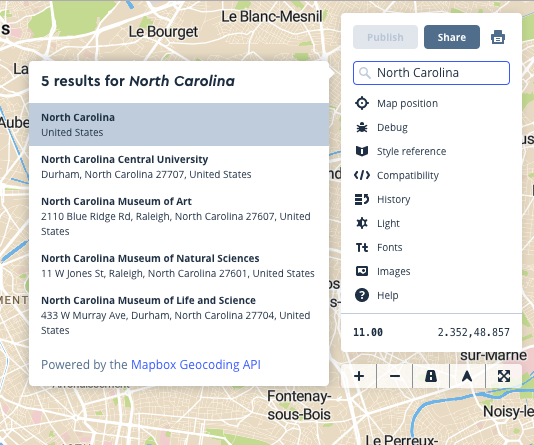 Le Blanc-Mesnil
Le Bourget
Publish
Share
North Carolina
5 results for North Carolina
North Carolina
United States
North Carolina Central University
Durham, North Carolina 27707, United States
North Carolina Museum of Art
2110 Blue Ridge Rd, Raleigh, North Carolina 27607, United
States
North Carolina Museum of Natural Sciences
11 W Jones St, Raleigh, North Carolina 27601, United States
North Carolina Museum of Life and Science
433 W Murray Ave, Durham, North Carolina 27704, United
States
Powered by the Mapbox Geocoding API
Map position
Debug
Style reference
Compatibility
History
Light
Fonts
Images
Help
11.00
2.352,48.857
sur-Marne
Fontenay-
sous-Bois
Noisy-le
Le Perreux-